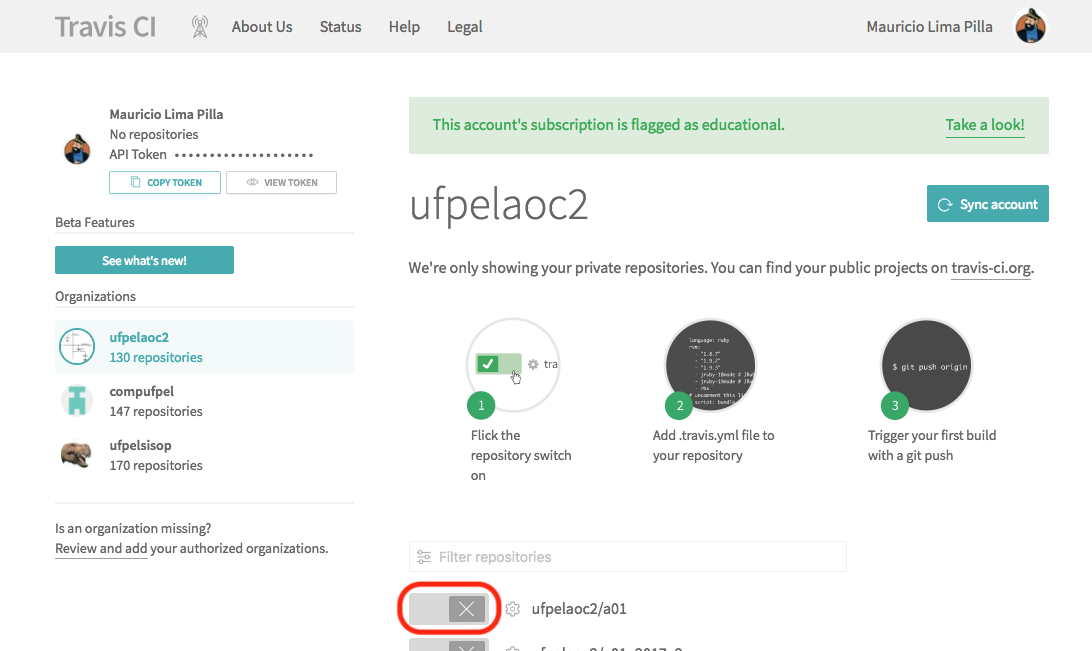 Travis CI
About Us
Status
Help
Legal
Mauricio Lima Pilla
Mauricio Lima Pilla
No repositories
API Token ••••••••••••••••••••
COPY TOKEN
VIEW TOKEN
Beta Features
See what's new!
Organizations
ufpelaoc2
130 repositories
compufpel
147 repositories
ufpelsisop
170 repositories
Is an organization missing?
Review and add your authorized organizations.
This account's subscription is flagged as educational.
Take a look!
ufpelaoc2
Sync account
We're only showing your private repositories. You can find your public projects on travis-ci.org.
tra
1
Flick the
repository switch
on
language: ruby
rvm:
- "1.8.7"
- "1.9.2"
- "1.9.3"
- jruby-18mode # JRu
- jruby-19mode # JR
- rbx
# uncomment this li
script: bundle
2
Add .travis.yml file to
your repository
$ git push origin
3
Trigger your first build
with a git push
Filter repositories
ufpelaoc2/a01